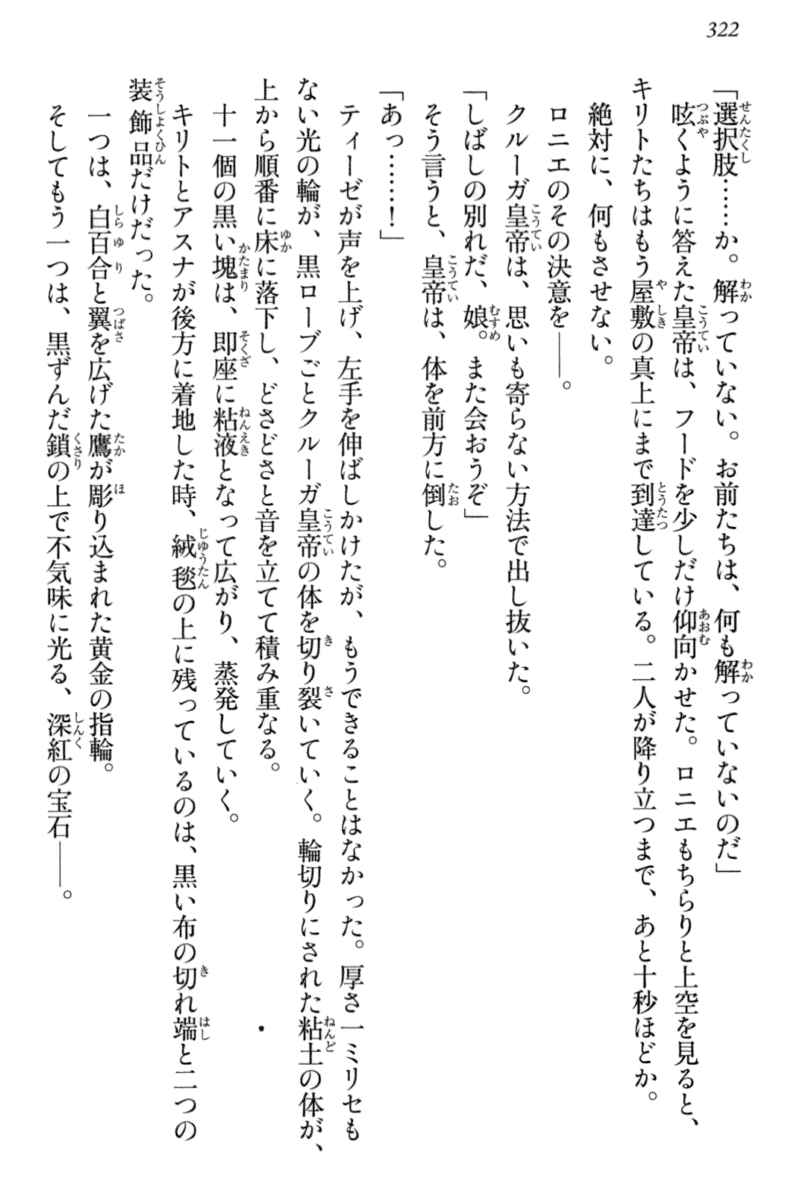 322
「選択肢……か。解っていない。お前たちは、何も解っていないのだ」
呟くように答えた皇帝は、フードを少しだけ仰向かせた。ロニエもちらりと上空を見ると、
キリトたちはもう屋敷の真上にまで到達している。二人が降り立つまで、あと十秒ほどか。
絶対に、何もさせない。
ロニエのその決意を――。
クルーガ皇帝は、思いも寄らない方法で出し抜いた。
「しばしの別れだ、娘。また会おうぞ」
そう言うと、皇帝は、体を前方に倒した。
「あっ……！」
ティーゼが声を上げ、左手を伸ばしかけたが、もうできることはなかった。厚さ一ミリセも
ない光の輪が、黒ローブごとクルーガ皇帝の体を切り裂いていく。輪切りにされた粘土の体が、
上から順番に床に落下し、どさどさと音を立てて積み重なる。
十一個の黒い塊は、即座に粘液となって広がり、蒸発していく。
キリトとアスナが後方に着地した時、絨毯の上に残っているのは、黒い布の切れ端と二つの
装飾品だけだった。
一つは、白百合と翼を広げた鷹が彫り込まれた黄金の指輪。
そしてもう一つは、黒ずんだ鎖の上で不気味に光る、深紅の宝石――。